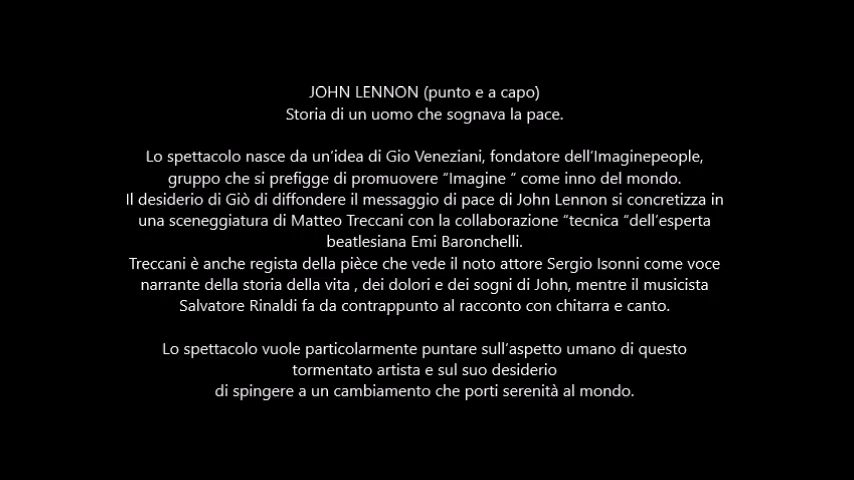 JOHN LENNON (punto e a capo)
Storia di un uomo che sognava la pace.
Lo spettacolo nasce da un'idea di Gio Veneziani, fondatore dell'Imaginepeople,
gruppo che si prefigge di promuovere "Imagine " come inno del mondo.
Il desiderio di Giò di diffondere il messaggio di pace di John Lennon si concretizza in
una sceneggiatura di Matteo Treccani con la collaborazione "tecnica "dell'esperta
beatlesiana Emi Baronchelli.
Treccani è anche regista della pièce che vede il noto attore Sergio Isonni come voce
narrante della storia della vita , dei dolori e dei sogni di John, mentre il musicista
Salvatore Rinaldi fa da contrappunto al racconto con chitarra e canto.
Lo spettacolo vuole particolarmente puntare sull'aspetto umano di questo
tormentato artista e sul suo desiderio
di spingere a un cambiamento che porti serenità al mondo.